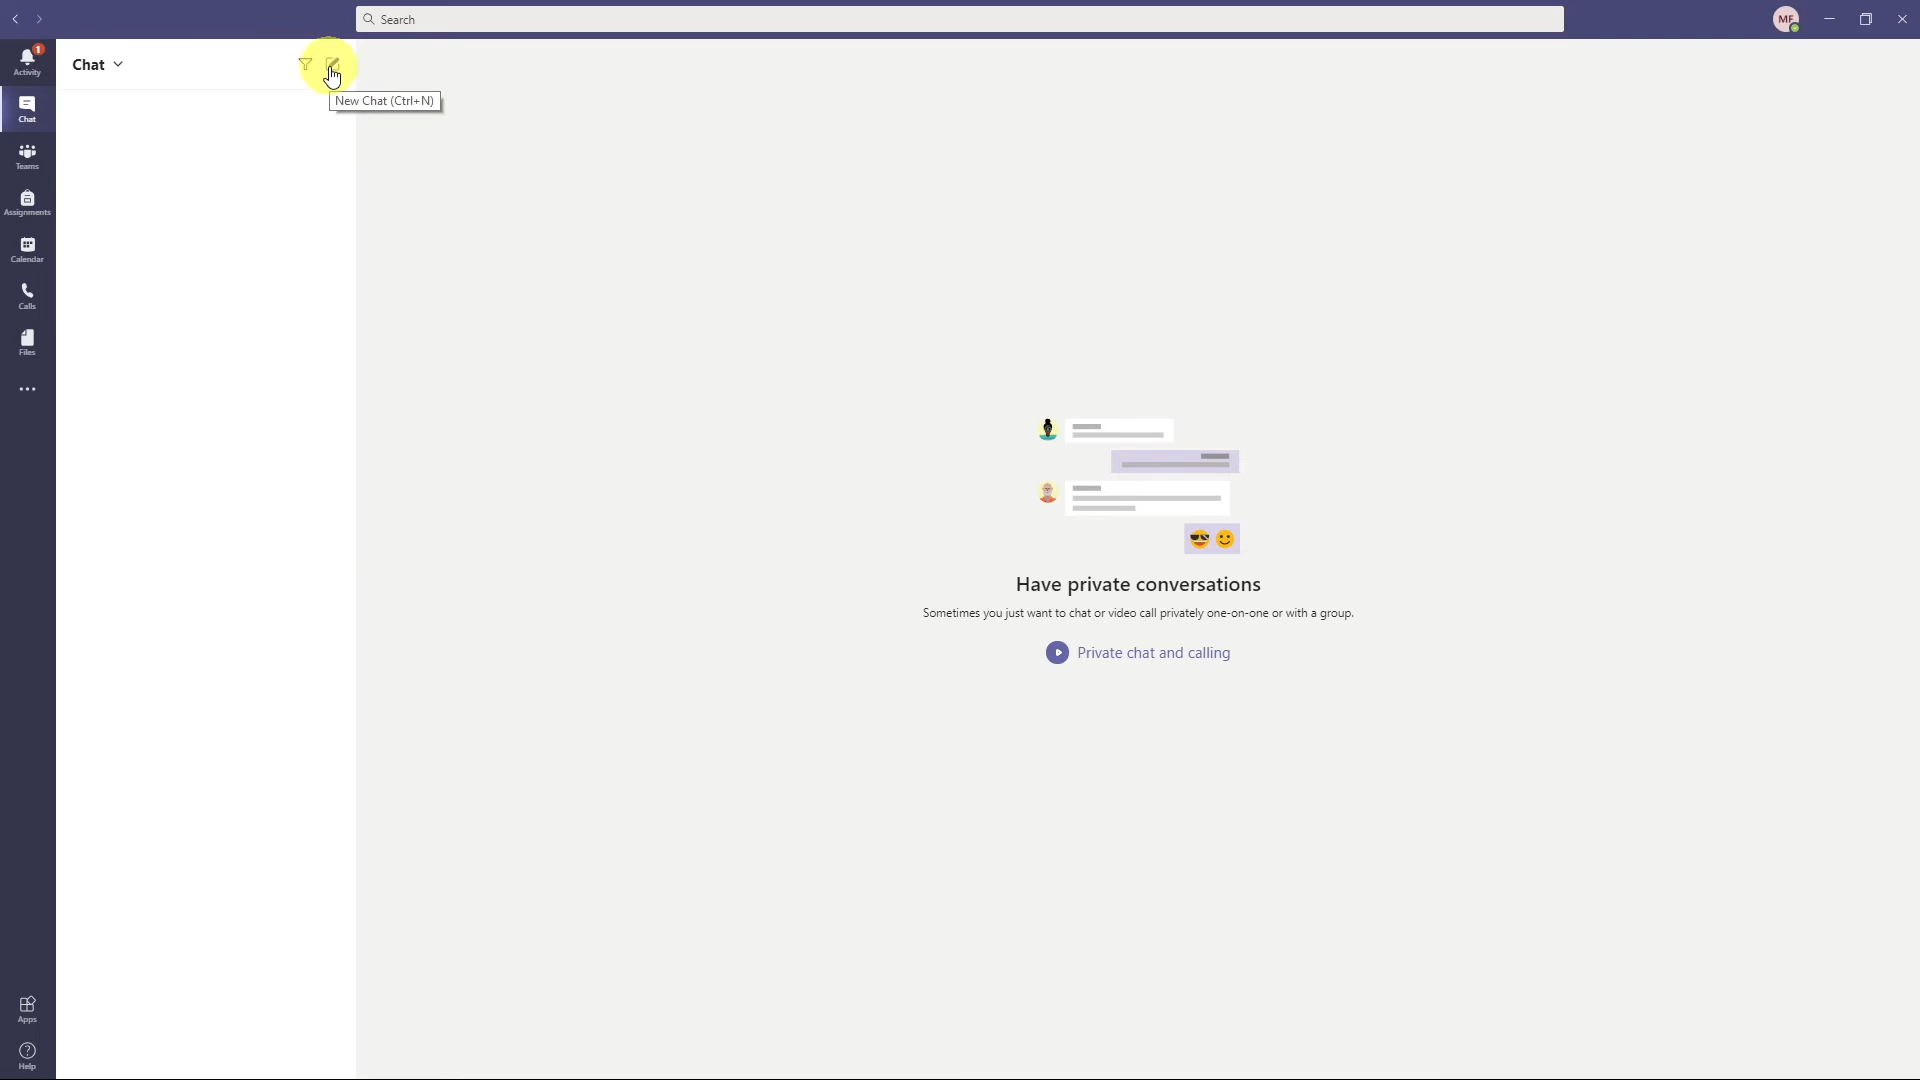 Search
MF
1
Activity
Chat
New Chat (Ctrl+N)
Chat
Teams
Assignments
Calendar
Calls
Files
Have private conversations
Sometimes you just want to chat or video call privately one-on-one or with a group.
Private chat and calling
Apps
Help